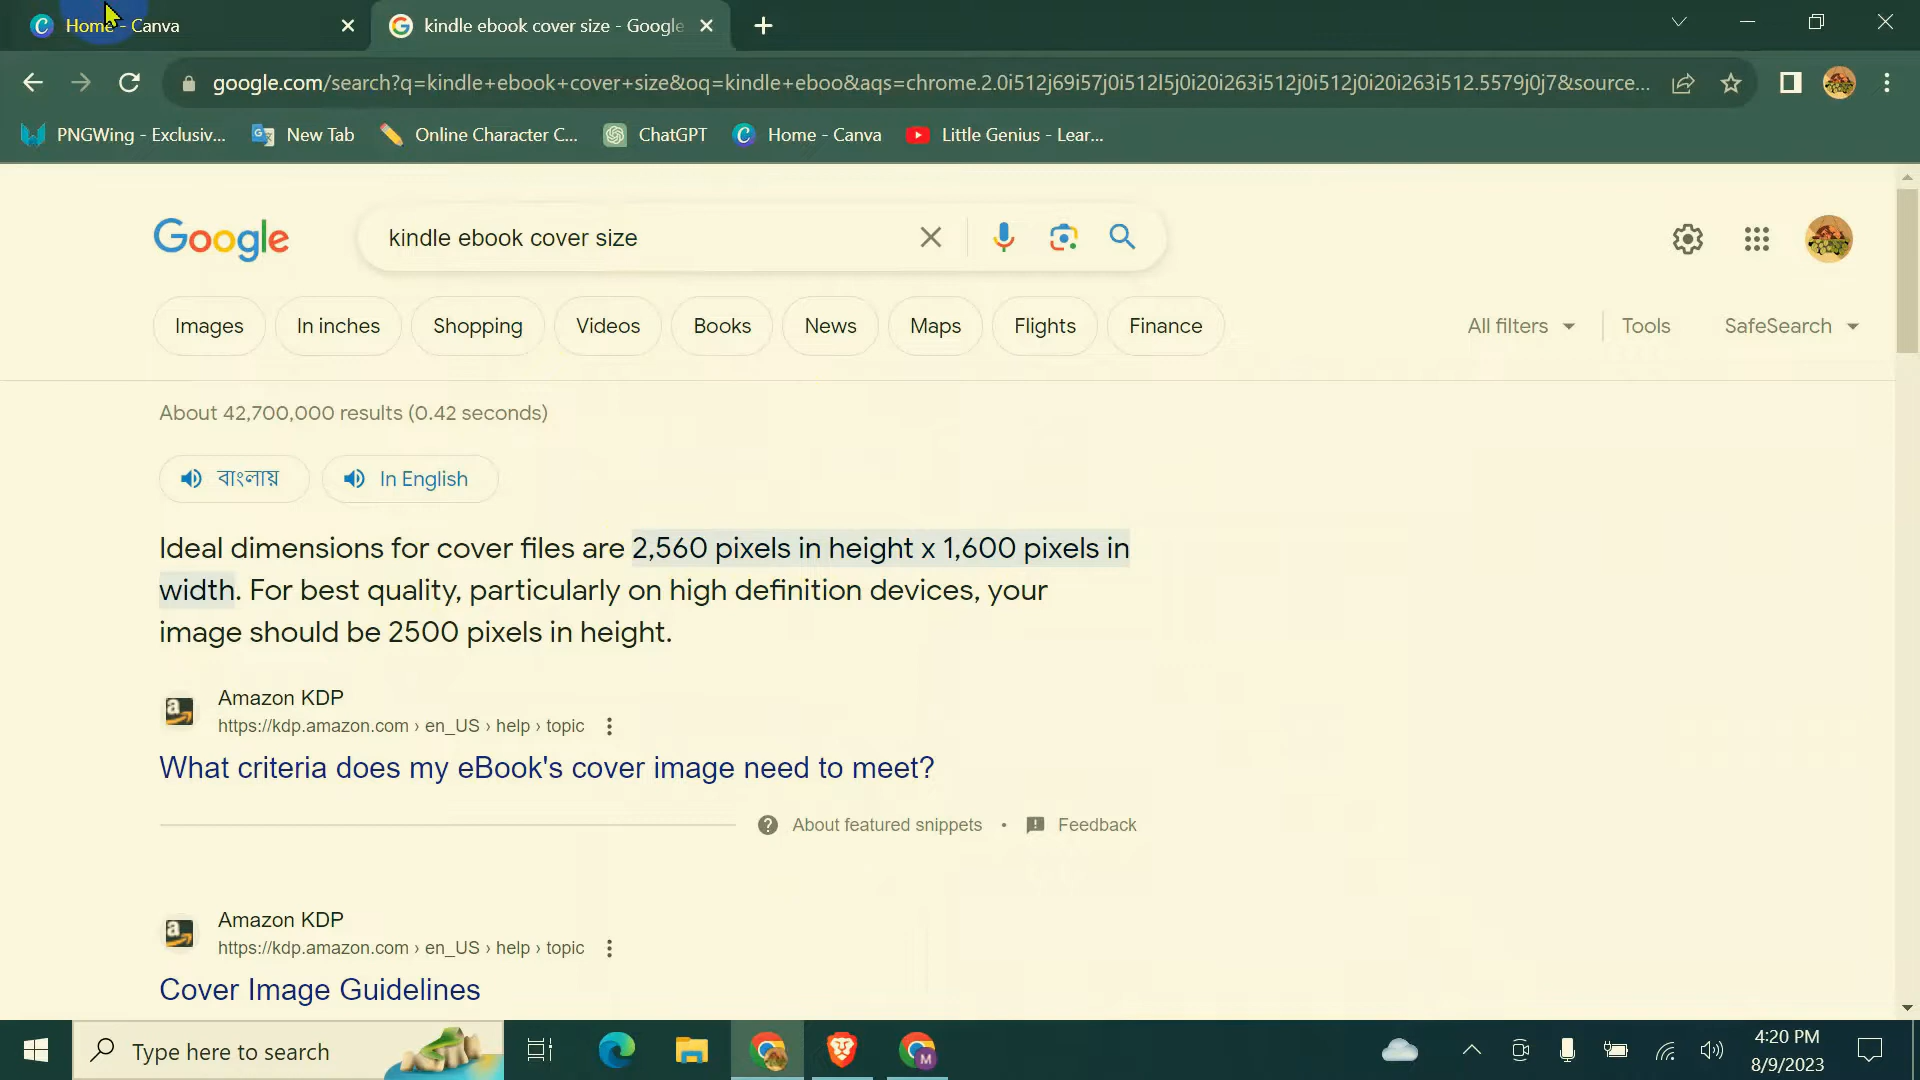 Home - Canva
kindle ebook cover size - Google
google.com/search?q=kindle+ebook+cover+size&oq=kindle+eboo&aqs=chrome.2.0i512j69i57j0i512l5j0i20i263i512j0i512j0i20i263i512.5579j0j7&source...
PNGWing - Exclusiv...
New Tab
Online Character C...
ChatGPT
Home - Canva
Little Genius - Lear...
Google
kindle ebook cover size
Images
In inches
Shopping
Videos
Books
News
Maps
Flights
Finance
All filters
Tools
SafeSearch
About 42,700,000 results (0.42 seconds)
বাংলায়
In English
Ideal dimensions for cover files are 2,560 pixels in height x 1,600 pixels in
width. For best quality, particularly on high definition devices, your
image should be 2500 pixels in height.
Amazon KDP
https://kdp.amazon.com › en_US › help › topic
What criteria does my eBook's cover image need to meet?
About featured snippets • Feedback
Amazon KDP
https://kdp.amazon.com › en_US › help › topic
Cover Image Guidelines
Type here to search
4:20 PM
8/9/2023